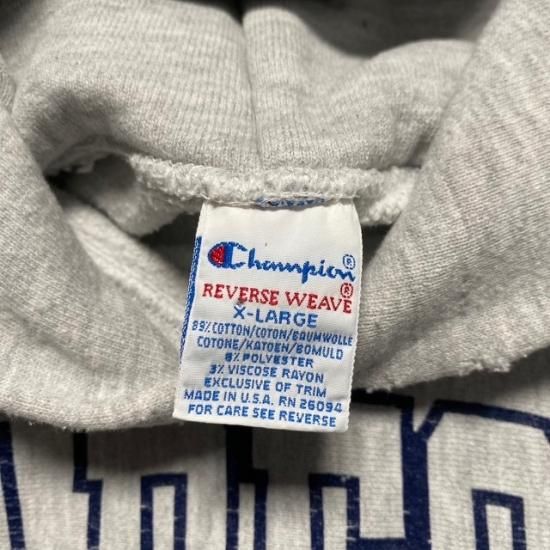 Champion®
REVERSE WEAVE®
X-LARGE
89% COTTON/COTON/BAUMWOLLE
COTONE/KATOEN/BOMULD
8% POLYESTER
3% VISCOSE RAYON
EXCLUSIVE OF TRIM
MADE IN U.S.A. RN 26094
FOR CARE SEE REVERSE